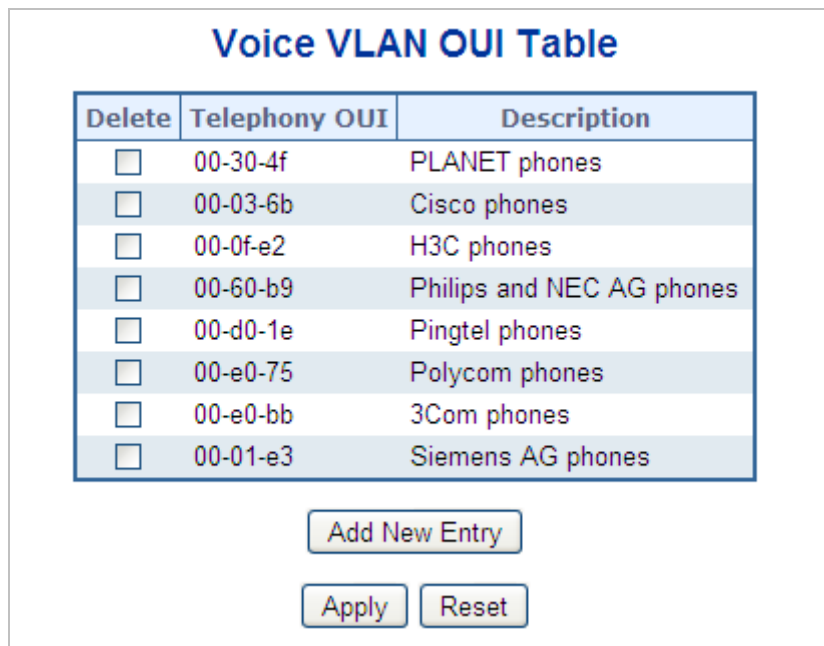 Voice VLAN OUI Table
Delete Telephony OUI Description
00-30-4f PLANET phones
00-03-6b Cisco phones
00-0f-e2 H3C phones
00-60-b9 Philips and NEC AG phones
00-d0-1e Pingtel phones
00-e0-75 Polycom phones
00-e0-bb 3Com phones
00-01-e3 Siemens AG phones
Add New Entry
Apply Reset